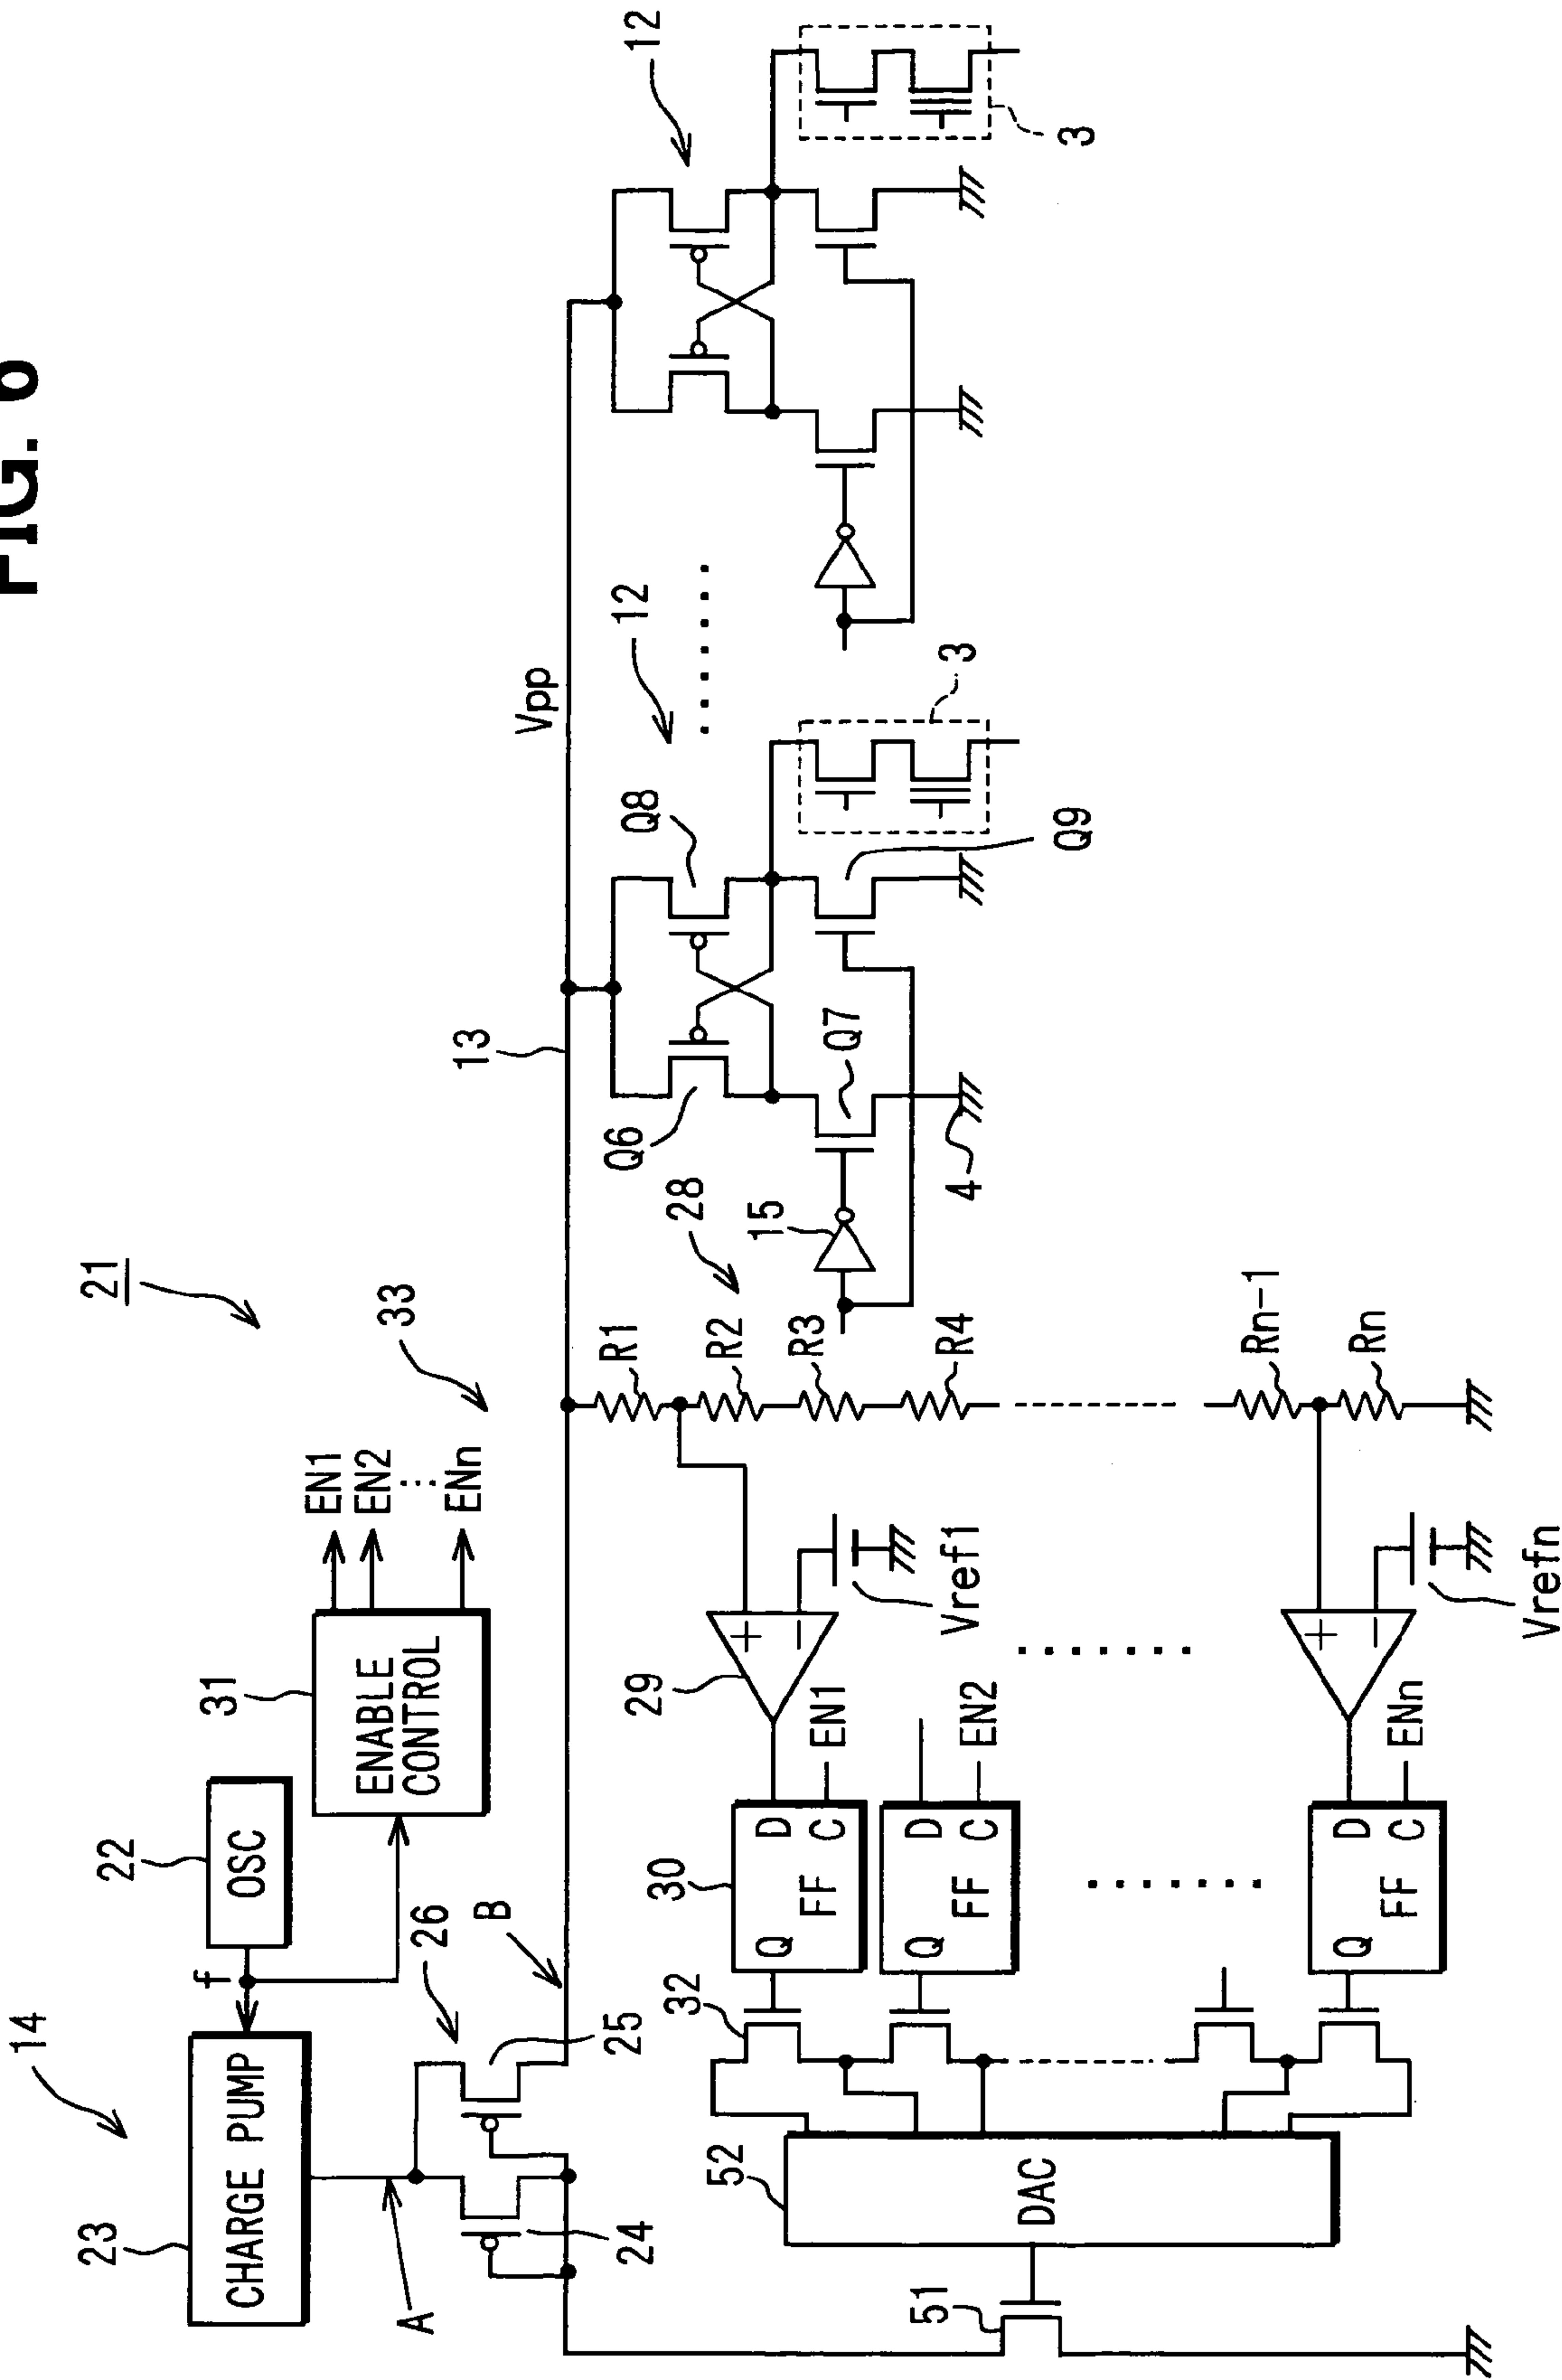 FIG. 6
21
14
22
OSC
f
23
CHARGE PUMP
31
ENABLE
CONTROL
EN1
EN2
ENn
33
A
26
25
24
B
13
Vpp
12
12
Q6
Q8
Q7
Q9
15
4
3
3
28
R1
R2
R3
R4
Rn-1
Rn
29
+
−
Vref1
+
−
Vrefn
30
Q
D
FF
C
EN1
Q
D
FF
C
EN2
Q
D
FF
C
ENn
32
52
DAC
51